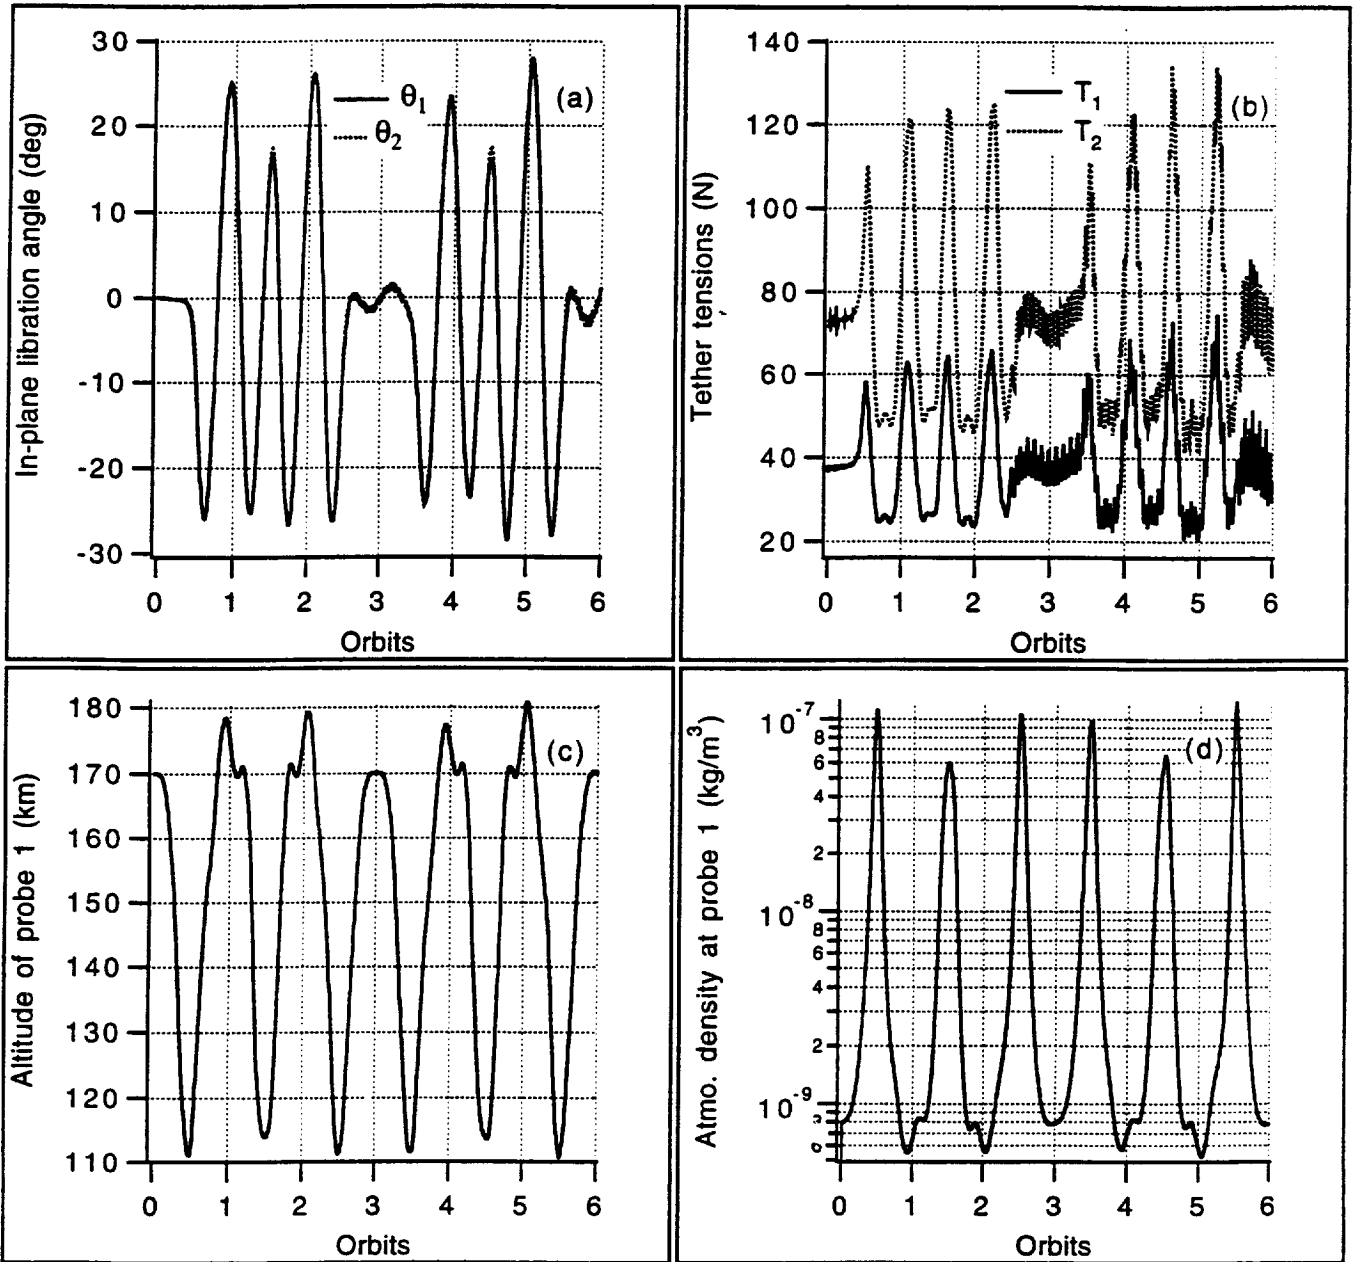 30
20
10
0
-10
-20
-30
In-plane libration angle (deg)
θ1
θ2
(a)
0 1 2 3 4 5 6
Orbits
140
120
100
80
60
40
20
Tether tensions (N)
T1
T2
(b)
0 1 2 3 4 5 6
Orbits
180
170
160
150
140
130
120
110
Altitude of probe 1 (km)
(c)
0 1 2 3 4 5 6
Orbits
10-7
8
6
4
2
10-8
8
6
4
2
10-9
Atmo. density at probe 1 (kg/m3)
(d)
0 1 2 3 4 5 6
Orbits